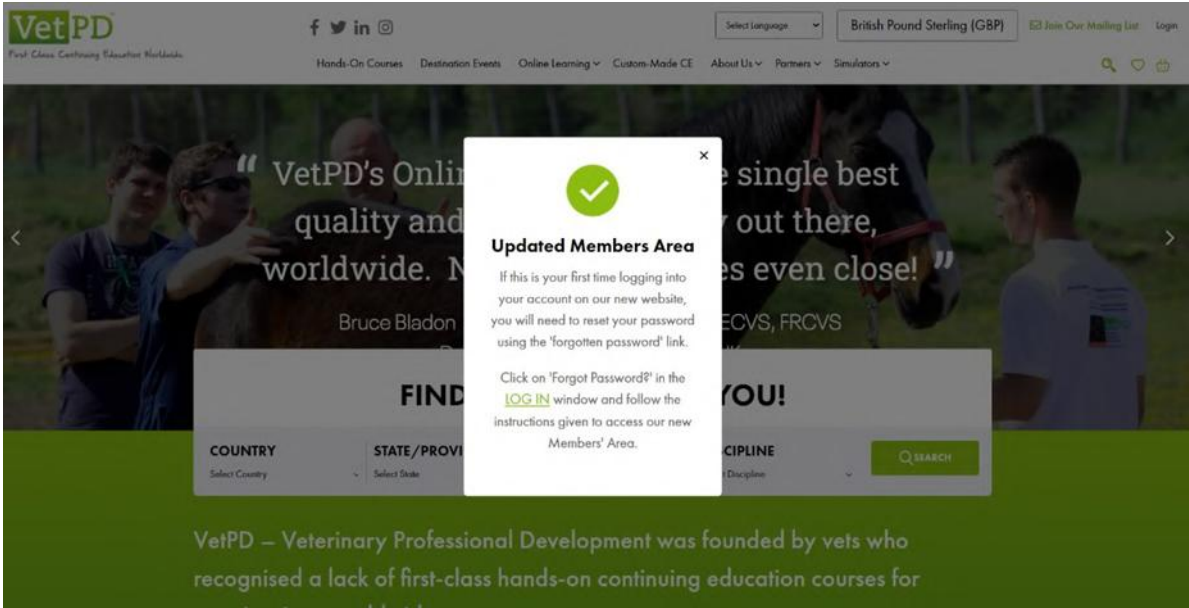 VetPD
First Class Continuing Education Worldwide
Select Language
British Pound Sterling (GBP)
Join Our Mailing List
Login
Hands-On Courses
Destination Events
Online Learning
Custom-Made CE
About Us
Partners
Simulators
“ VetPD's Onlin single best
quality and out there,
worldwide. N es even close! ”
Bruce Bladon ECVS, FRCVS
×
Updated Members Area
If this is your first time logging into
your account on our new website,
you will need to reset your password
using the 'forgotten password' link.
Click on 'Forgot Password?' in the
LOG IN window and follow the
instructions given to access our new
Members' Area.
FIND YOU!
COUNTRY
Select Country
STATE/PROVI
Select State
CIPLINE
Discipline
SEARCH
VetPD – Veterinary Professional Development was founded by vets who
recognised a lack of first-class hands-on continuing education courses for